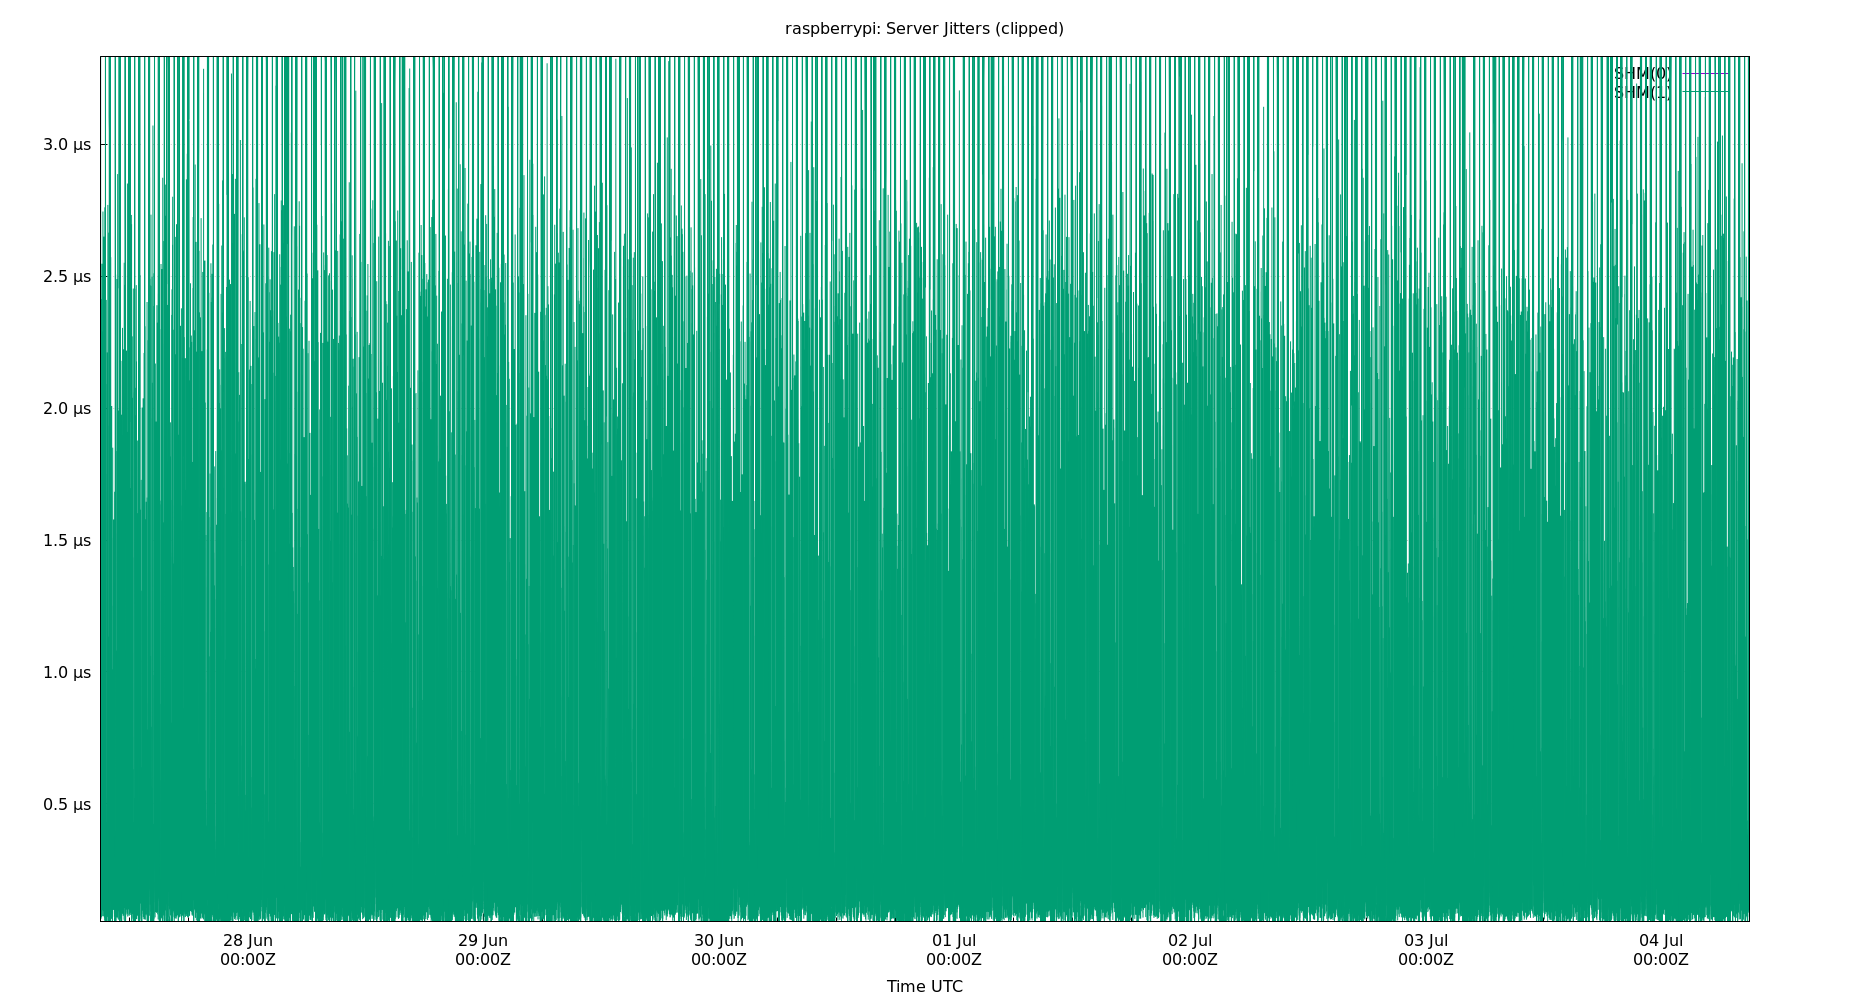 raspberrypi: Server Jitters (clipped)
SHM(0)
SHM(1)
3.0 µs
2.5 µs
2.0 µs
1.5 µs
1.0 µs
0.5 µs
28 Jun 29 Jun 30 Jun 01 Jul 02 Jul 03 Jul 04 Jul
00:00Z 00:00Z 00:00Z 00:00Z 00:00Z 00:00Z 00:00Z
Time UTC